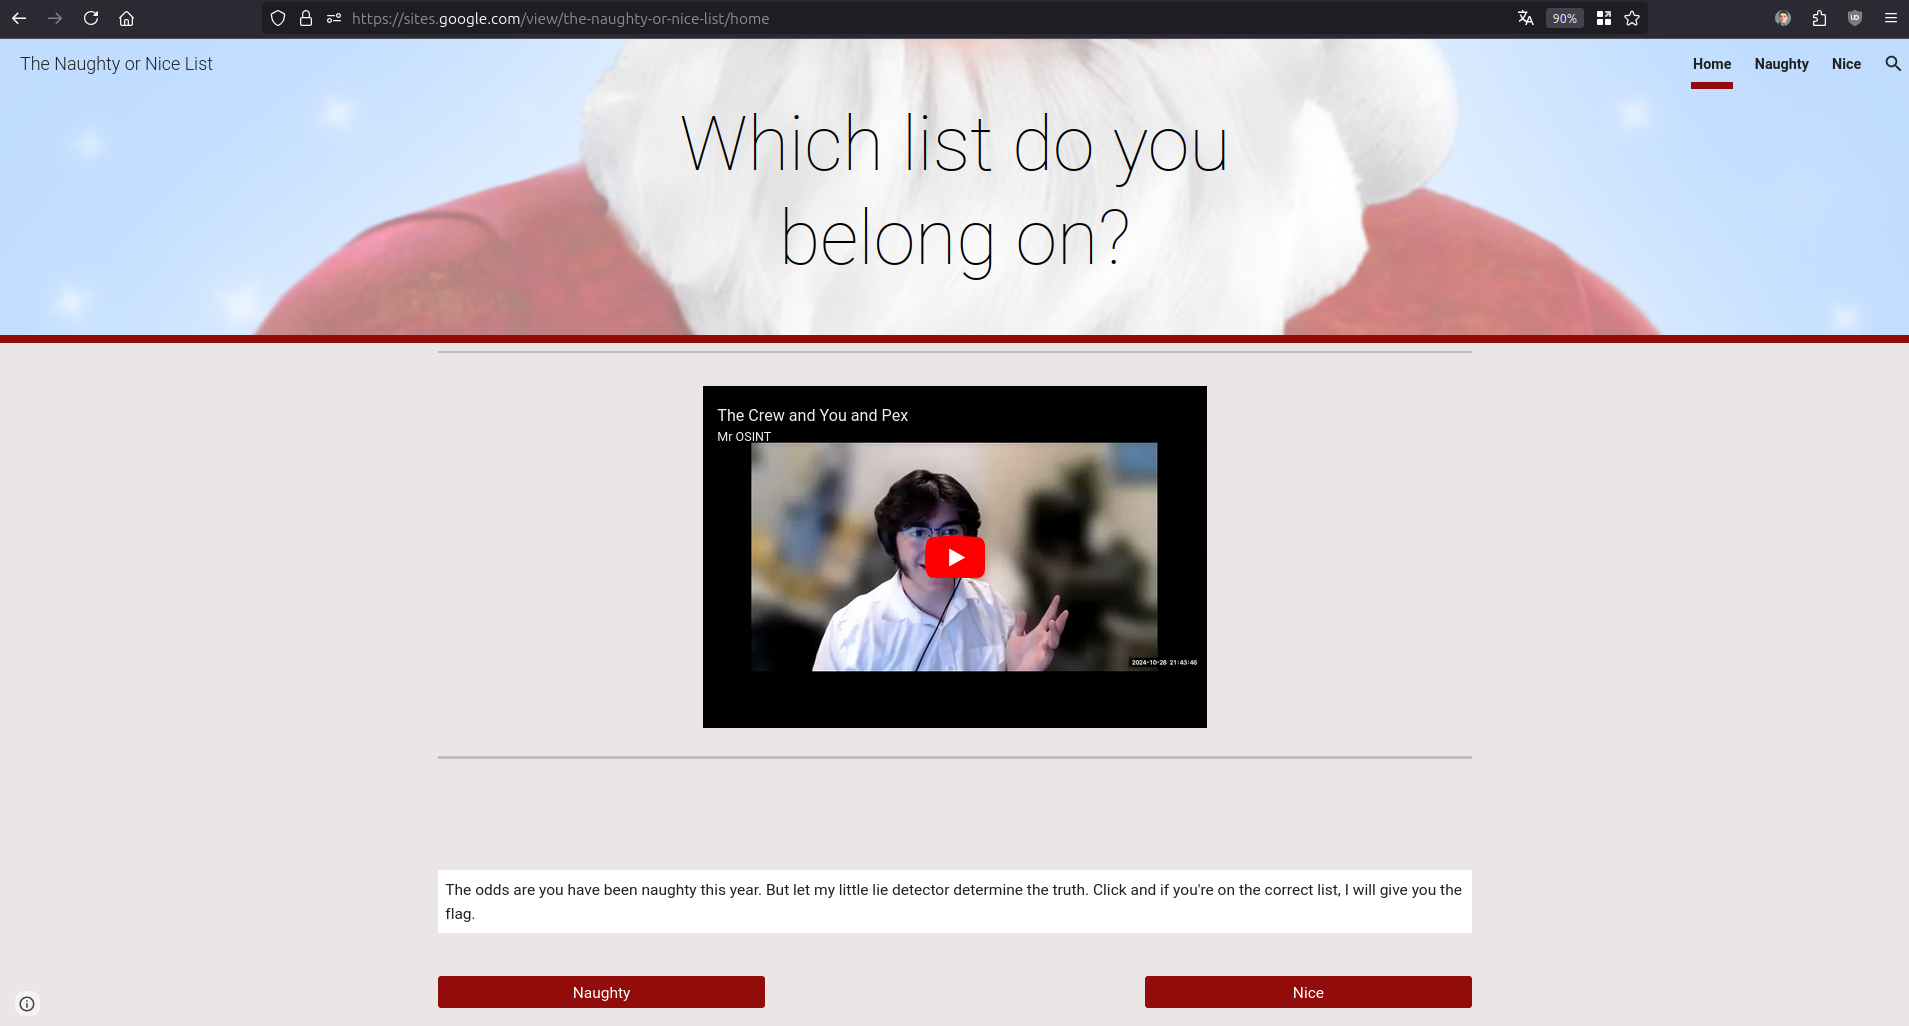 https://sites.google.com/view/the-naughty-or-nice-list/home
90%
The Naughty or Nice List
Home
Naughty
Nice
Which list do you
belong on?
The Crew and You and Pex
Mr OSINT
2024-10-28 21:43:46
The odds are you have been naughty this year. But let my little lie detector determine the truth. Click and if you're on the correct list, I will give you the
flag.
Naughty
Nice